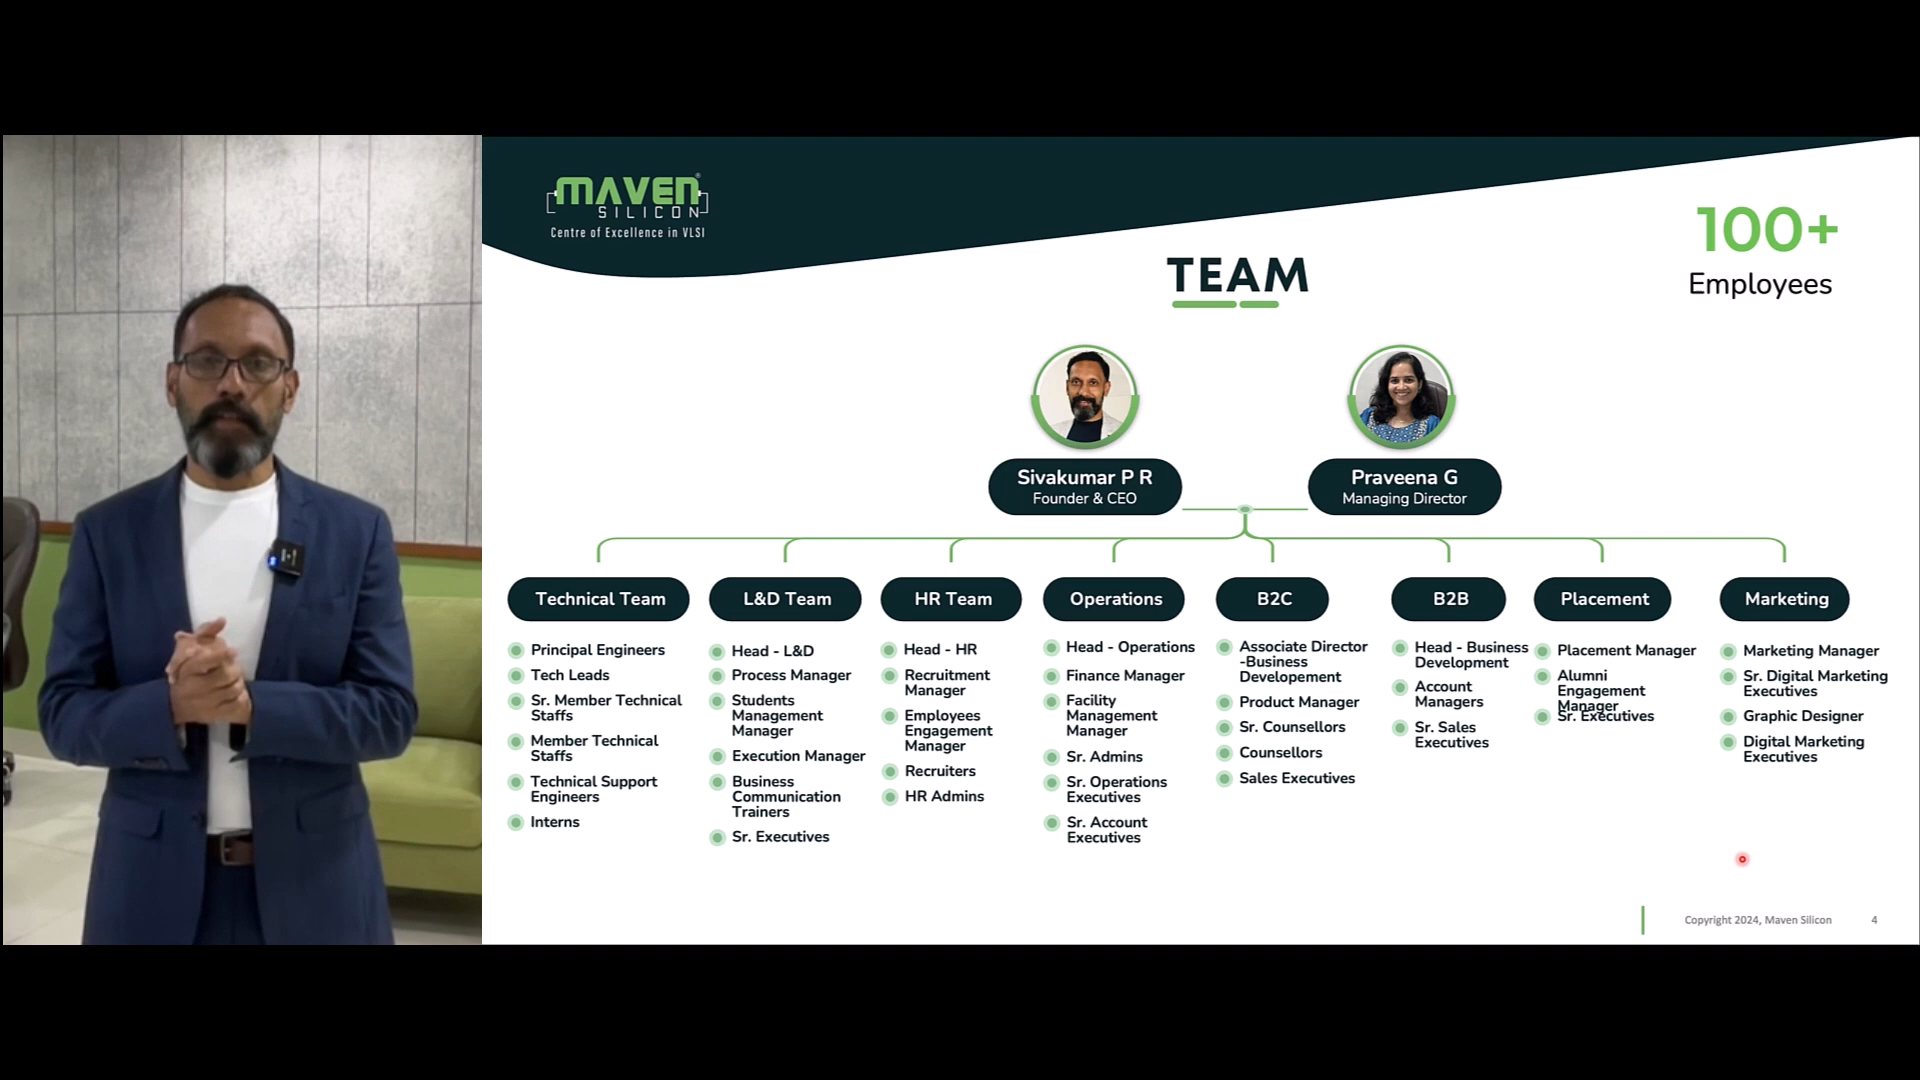 MAVEN®
SILICON
Centre of Excellence in VLSI
100+
Employees
TEAM
Sivakumar P R
Founder & CEO
Praveena G
Managing Director
Technical Team
Principal Engineers
Tech Leads
Sr. Member Technical
Staffs
Member Technical
Staffs
Technical Support
Engineers
Interns
L&D Team
Head - L&D
Process Manager
Students
Management
Manager
Execution Manager
Business
Communication
Trainers
Sr. Executives
HR Team
Head - HR
Recruitment
Manager
Employees
Engagement
Manager
Recruiters
HR Admins
Operations
Head - Operations
Finance Manager
Facility
Management
Manager
Sr. Admins
Sr. Operations
Executives
Sr. Account
Executives
B2C
Associate Director
-Business
Developement
Product Manager
Sr. Counsellors
Counsellors
Sales Executives
B2B
Head - Business
Development
Account
Managers
Sr. Sales
Executives
Placement
Placement Manager
Alumni
Engagement
Manager
Sr. Executives
Marketing
Marketing Manager
Sr. Digital Marketing
Executives
Graphic Designer
Digital Marketing
Executives
Copyright 2024, Maven Silicon
4